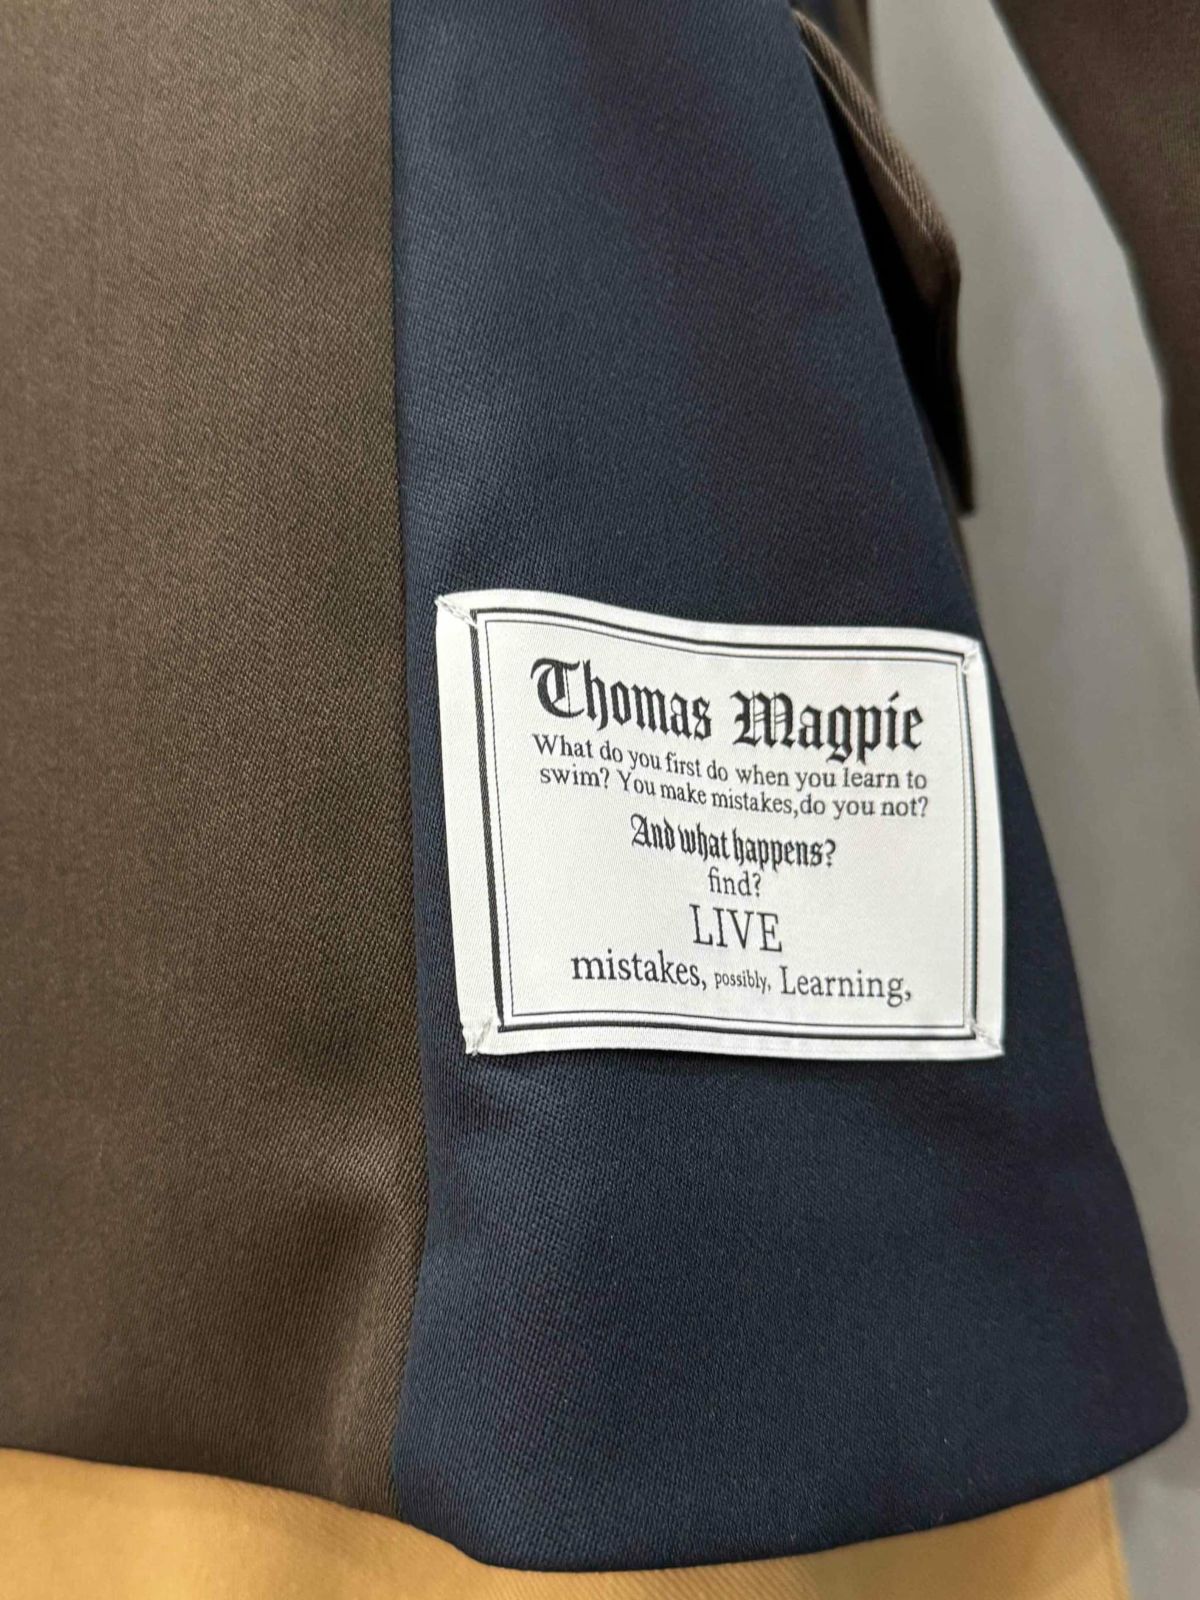 Thomas Magpie
What do you first do when you learn to
swim? You make mistakes,do you not?
And what happens?
find?
LIVE
mistakes, possibly, Learning,